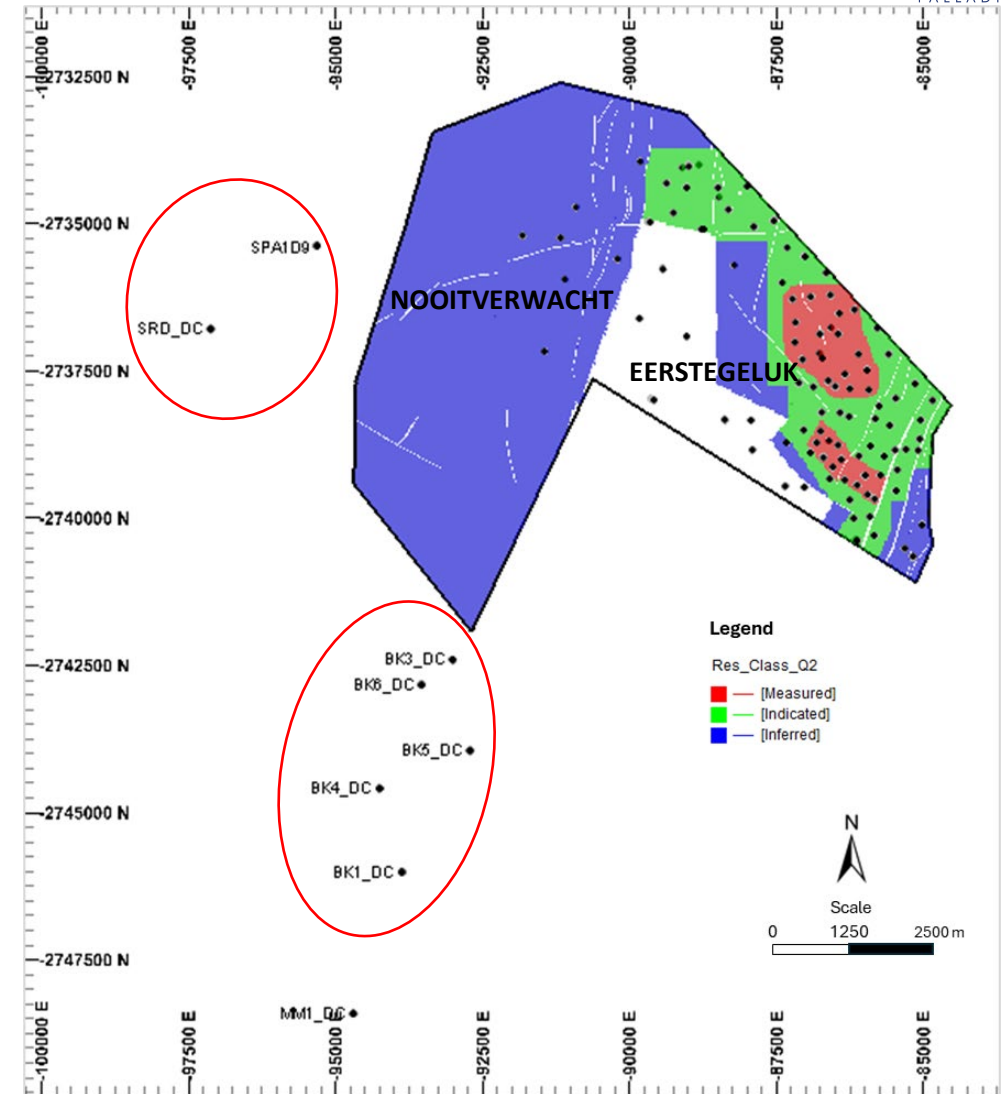 -100000 E
-97500 E
-95000 E
-92500 E
-90000 E
-87500 E
-85000 E
-2732500 N
-2735000 N
SPA1D9
NOOITVERWACHT
SRD_DC
-2737500 N
EERSTEGELUK
-2740000 N
Legend
-2742500 N
BK3_DC
Res_Class_Q2
BK6_DC
[Measured]
[Indicated]
[Inferred]
BK5_DC
BK4_DC
-2745000 N
N
BK1_DC
Scale
0 1250 2500 m
-2747500 N
MM1_DC
-100000 E
-97500 E
-95000 E
-92500 E
-90000 E
-87500 E
-85000 E